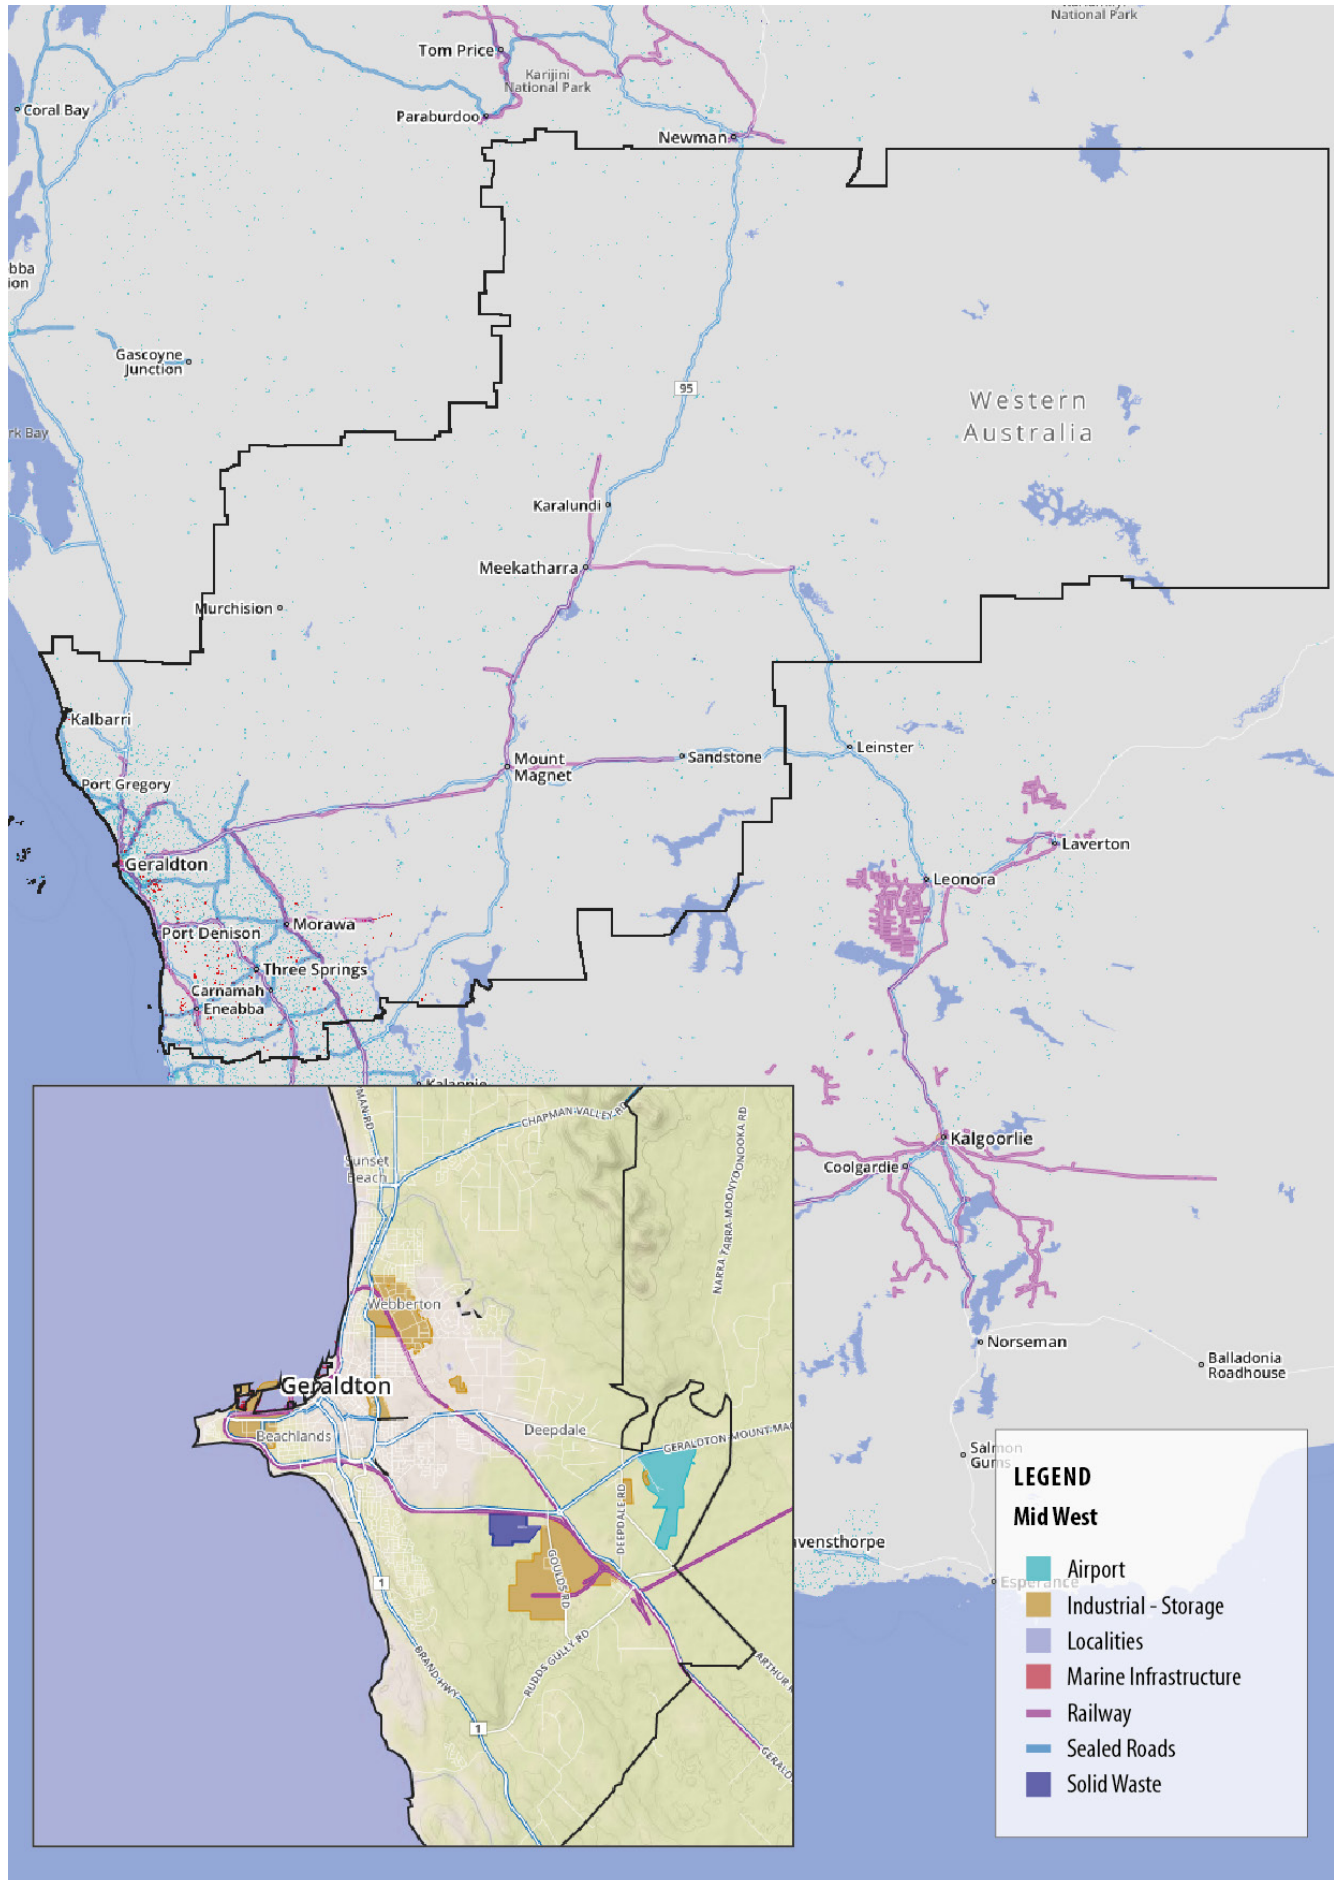 National Park
Tom Price
Karijini
National Park
Coral Bay
Paraburdoo
Newman
bba
ion
Gascoyne
Junction
95
Western
Australia
rk Bay
Karalundi
Meekatharra
Murchision
Kalbarri
Mount
Magnet
Sandstone
Leinster
Port Gregory
Laverton
Geraldton
Leonora
Morawa
Port Denison
Three Springs
Carnamah
Eneabba
Kalannie
Kalgoorlie
Coolgardie
Norseman
Balladonia
Roadhouse
Salmon
Gums
avensthorpe
Esperance
MAN RD
CHAPMAN-VALLEY-RD
NARRA TARRA-MOONYOONOOKA RD
Sunset
Beach
Webberton
Geraldton
Beachlands
Deepdale
GERALDTON-MOUNT-MAG
DEEPDALE RD
GOULDS RD
1
RUDDS GULLY RD
BRAND HWY
ARTHUR R
1
GERALD
LEGEND
Mid West
Airport
Industrial - Storage
Localities
Marine Infrastructure
Railway
Sealed Roads
Solid Waste